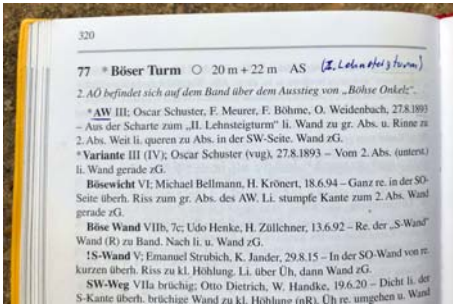 320
77 * Böser Turm ○ 20 m + 22 m AS (I. Lehnsteigturm)
2. AÖ befindet sich auf dem Band über dem Ausstieg von „Böhse Onkelz“.
*AW III; Oscar Schuster, F. Meurer, F. Böhme, O. Weidenbach, 27.8.1893
– Aus der Scharte zum „II. Lehnsteigturm“ li. Wand zu gr. Abs. u. Rinne zu
2. Abs. Weit li. queren zu Abs. in der SW-Seite. Wand zG.
*Variante III (IV); Oscar Schuster (vug), 27.8.1893 – Vom 2. Abs. (unterst.)
li. Wand gerade zG.
Bösewicht VI; Michael Bellmann, H. Krönert, 18.6.94 – Ganz re. in der SO-
Seite überh. Riss zum gr. Abs. des AW. Li. stumpfe Kante zum 2. Abs. Wand
gerade zG.
Böse Wand VIIb, 7c; Udo Henke, H. Züllchner, 13.6.92 – Re. der „S-Wand“
Wand (R) zu Band. Nach li. u. Wand zG.
!S-Wand V; Emanuel Strubich, K. Jander, 29.8.15 – In der SO-Wand von re.
kurzen überh. Riss zu kl. Höhlung. Li. über Üh, dann Wand zG.
SW-Weg VIIa brüchig; Otto Dietrich, W. Handke, 19.6.20 – Dicht li. der
S-Kante überh. brüchige Wand zu kl. Höhlung (nR). Üh re. umgehen u. Wand